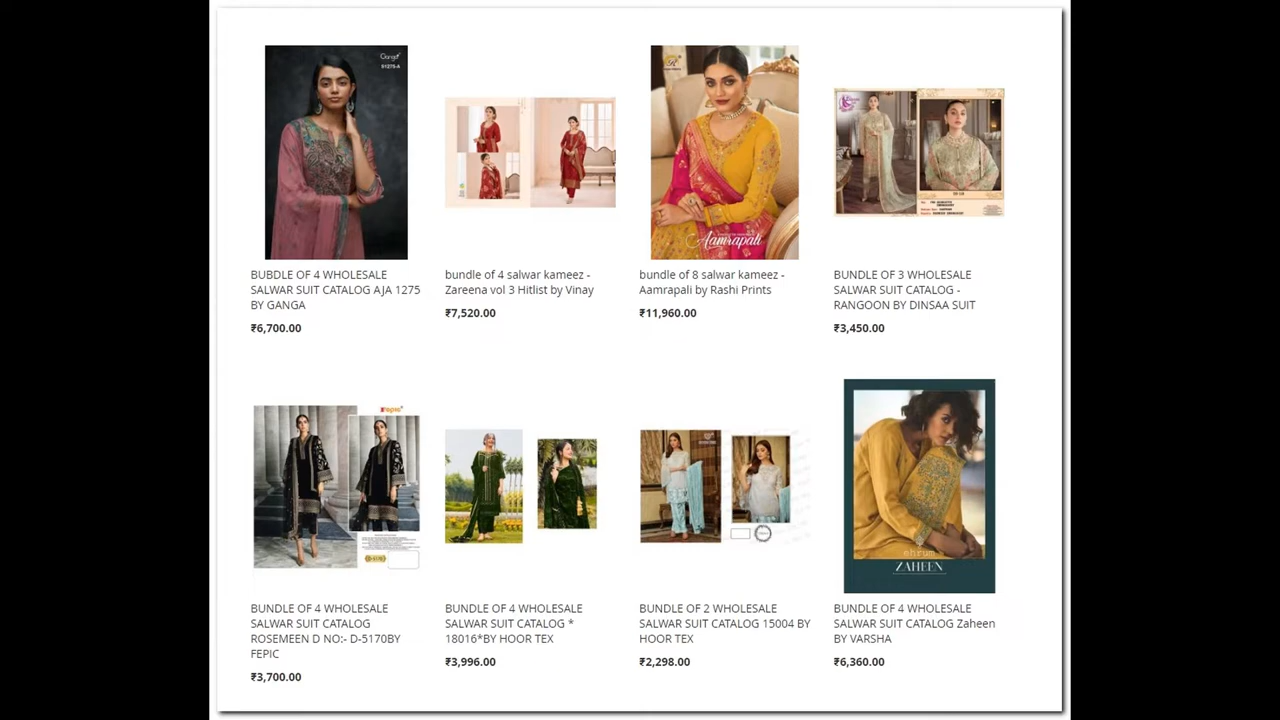 Ganga
BUBDLE OF 4 WHOLESALE
SALWAR SUIT CATALOG AJA 1275
BY GANGA
₹6,700.00
bundle of 4 salwar kameez -
Zareena vol 3 Hitlist by Vinay
₹7,520.00
Aamrapali
bundle of 8 salwar kameez -
Aamrapali by Rashi Prints
₹11,960.00
BUNDLE OF 3 WHOLESALE
SALWAR SUIT CATALOG -
RANGOON BY DINSAA SUIT
₹3,450.00
BUNDLE OF 4 WHOLESALE
SALWAR SUIT CATALOG
ROSEMEEN D NO:- D-5170BY
FEPIC
₹3,700.00
BUNDLE OF 4 WHOLESALE
SALWAR SUIT CATALOG *
18016*BY HOOR TEX
₹3,996.00
BUNDLE OF 2 WHOLESALE
SALWAR SUIT CATALOG 15004 BY
HOOR TEX
₹2,298.00
ehrum
ZAHEEN
BUNDLE OF 4 WHOLESALE
SALWAR SUIT CATALOG Zaheen
BY VARSHA
₹6,360.00